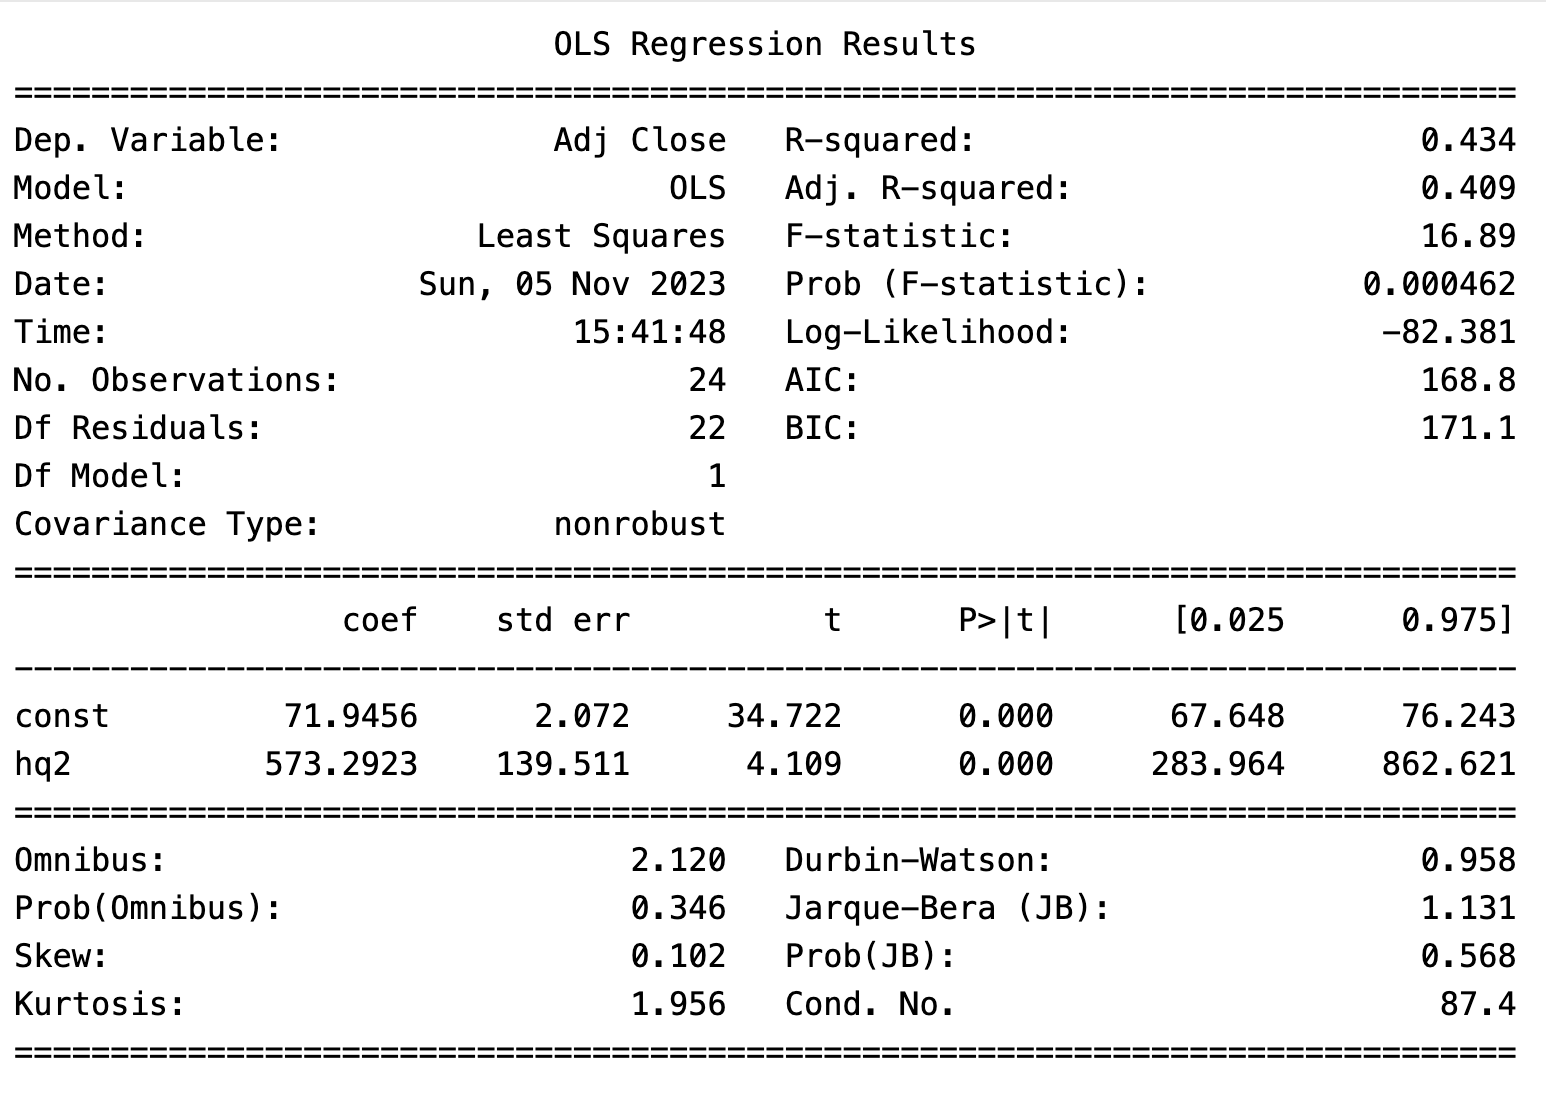 OLS Regression Results
==============================================================================
Dep. Variable:              Adj Close   R-squared:                       0.434
Model:                            OLS   Adj. R-squared:                  0.409
Method:                 Least Squares   F-statistic:                     16.89
Date:                Sun, 05 Nov 2023   Prob (F-statistic):           0.000462
Time:                        15:41:48   Log-Likelihood:                -82.381
No. Observations:                  24   AIC:                             168.8
Df Residuals:                      22   BIC:                             171.1
Df Model:                           1
Covariance Type:            nonrobust
==============================================================================
                 coef    std err          t      P>|t|      [0.025      0.975]
------------------------------------------------------------------------------
const         71.9456      2.072     34.722      0.000      67.648      76.243
hq2          573.2923    139.511      4.109      0.000     283.964     862.621
==============================================================================
Omnibus:                        2.120   Durbin-Watson:                   0.958
Prob(Omnibus):                  0.346   Jarque-Bera (JB):                1.131
Skew:                           0.102   Prob(JB):                        0.568
Kurtosis:                       1.956   Cond. No.                         87.4
==============================================================================